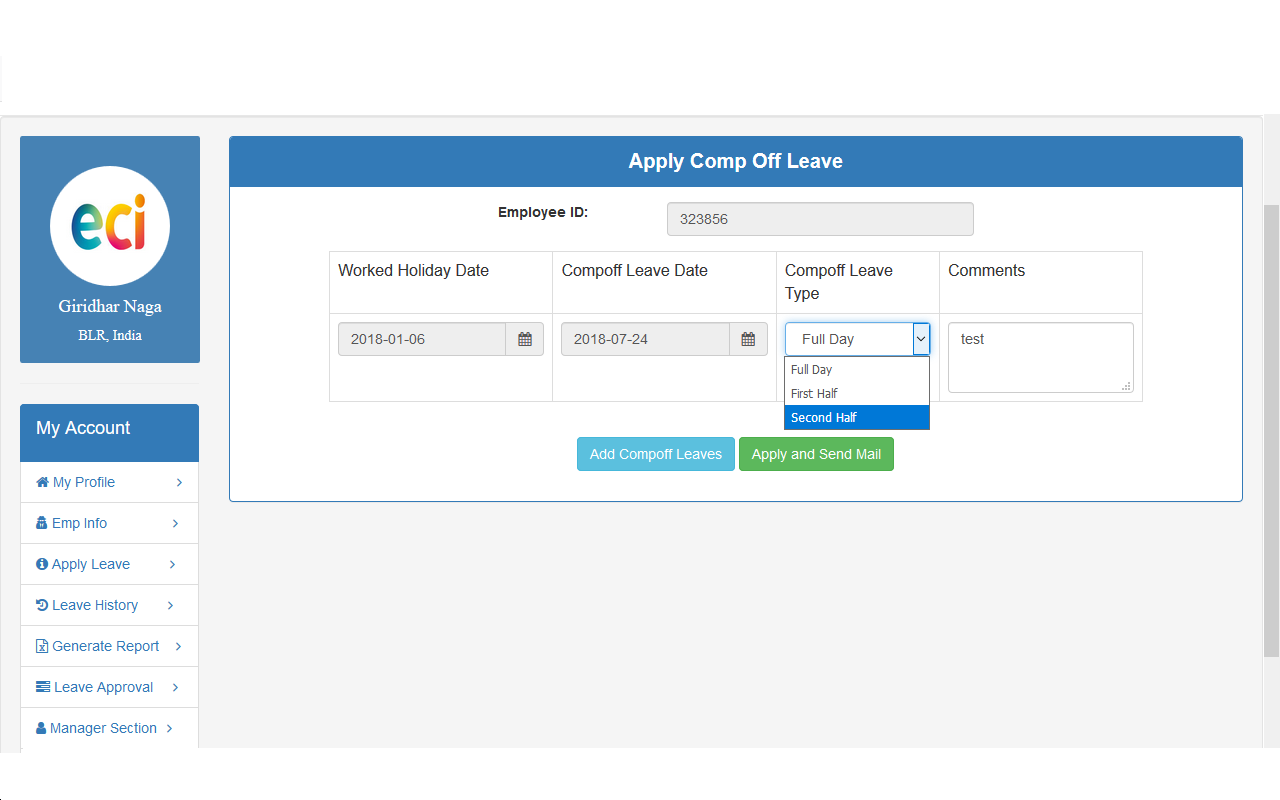 eci
Giridhar Naga
BLR, India
My Account
My Profile
Emp Info
Apply Leave
Leave History
Generate Report
Leave Approval
Manager Section
Apply Comp Off Leave
Employee ID: 323856
Worked Holiday Date Compoff Leave Date Compoff Leave Type Comments
2018-01-06 2018-07-24 Full Day test
Full Day
First Half
Second Half
Add Compoff Leaves Apply and Send Mail